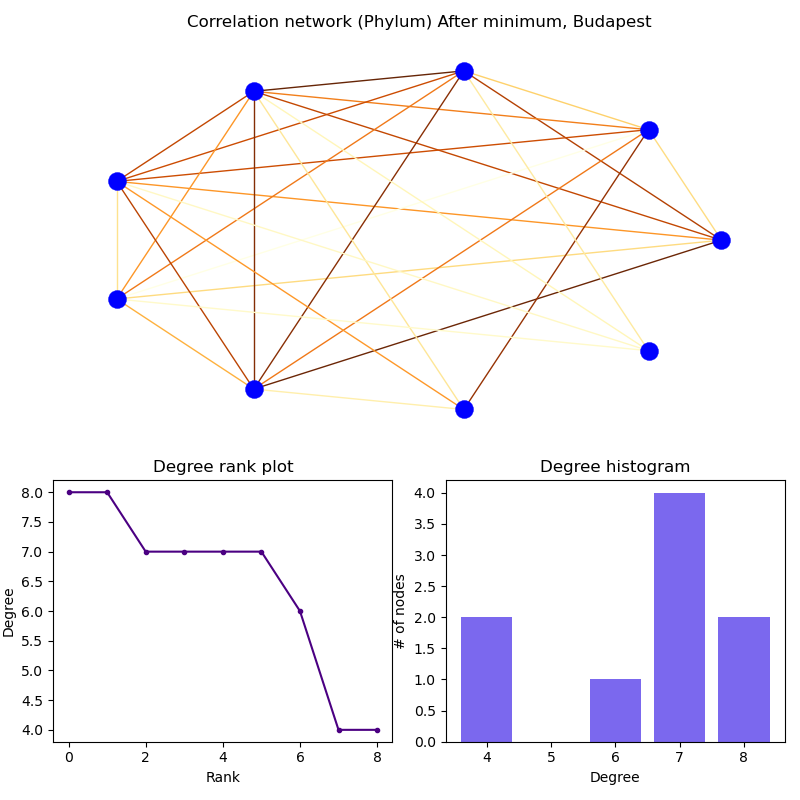 Correlation network (Phylum) After minimum, Budapest
Degree rank plot
Degree
8.0
7.5
7.0
6.5
6.0
5.5
5.0
4.5
4.0
0 2 4 6 8
Rank
Degree histogram
# of nodes
4.0
3.5
3.0
2.5
2.0
1.5
1.0
0.5
0.0
4 5 6 7 8
Degree